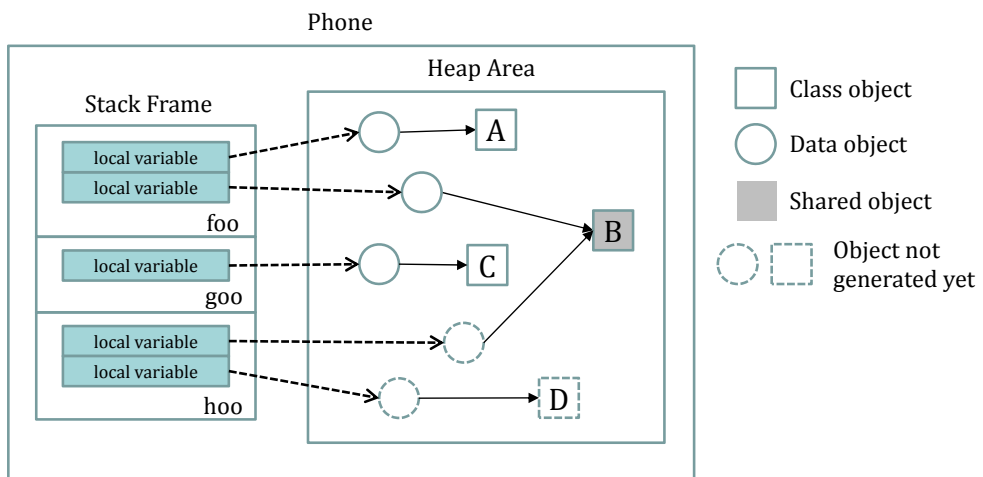 Phone
Heap Area
Stack Frame
local variable
local variable
foo
local variable
goo
local variable
local variable
hoo
A
B
C
D
Class object
Data object
Shared object
Object not
generated yet